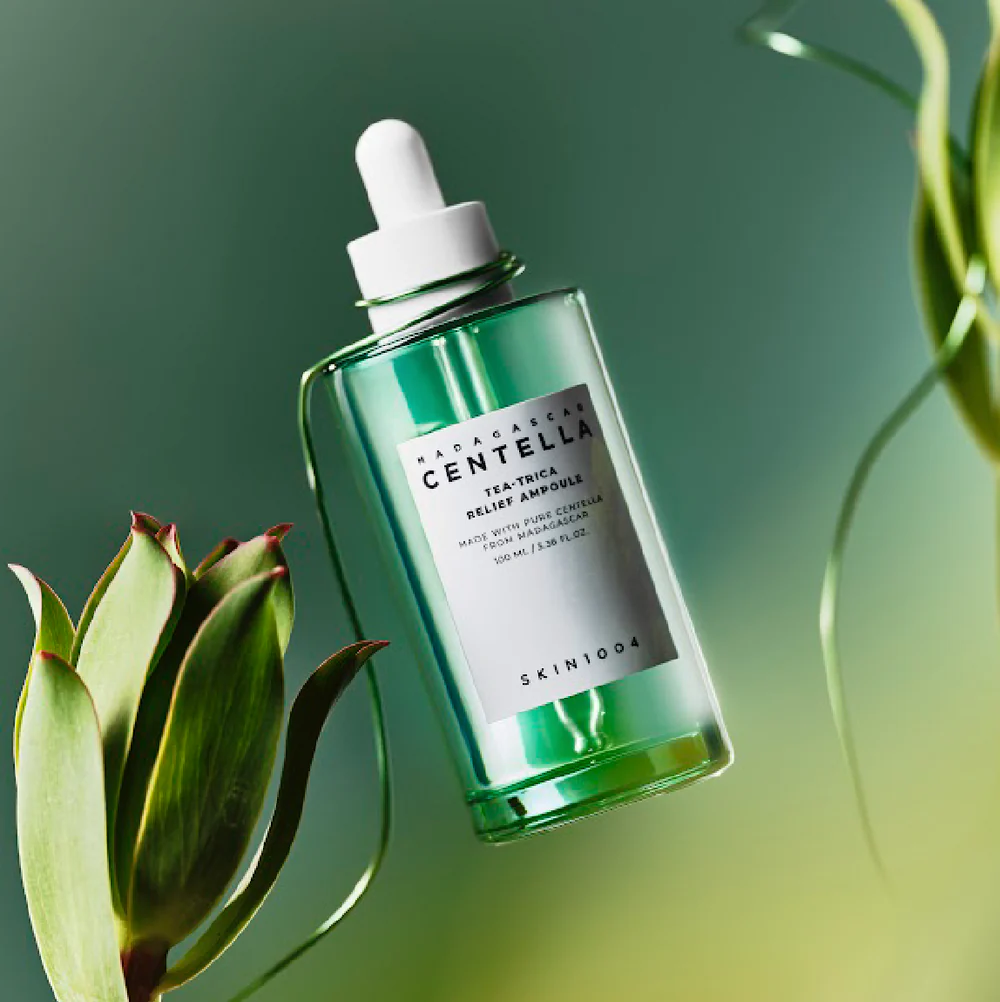 MADAGASCAR
CENTELLA
TEA-TRICA
RELIEF AMPOULE
MADE WITH PURE CENTELLA
FROM MADAGASCAR
100 ML / 3.38 FL.OZ.
SKIN1004